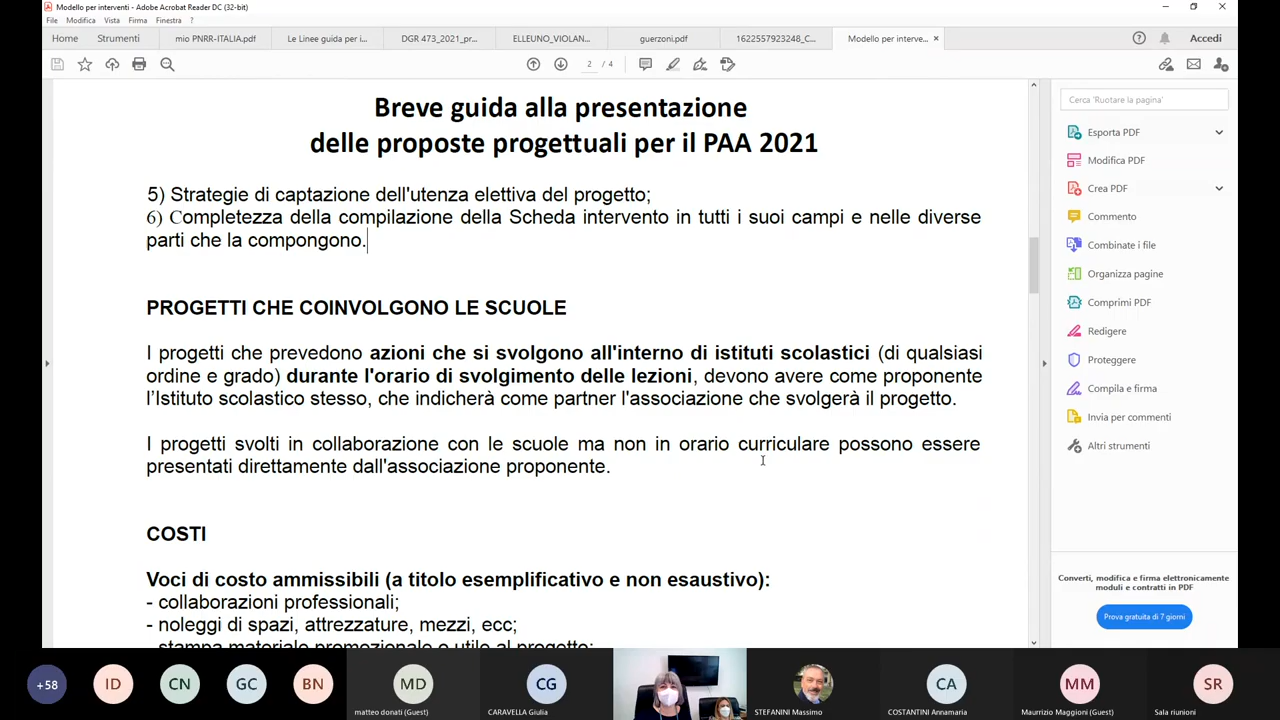 Modello per interventi - Adobe Acrobat Reader DC (32-bit)
File Modifica Vista Firma Finestra ?
Home Strumenti mio PNRR-ITALIA.pdf Le Linee guida per i... DGR 473_2021_pr... ELLEUNO_VIOLAN... guerzoni.pdf 1622557923248_C... Modello per interve... × Accedi
2 / 4
Breve guida alla presentazione
delle proposte progettuali per il PAA 2021
5) Strategie di captazione dell'utenza elettiva del progetto;
6) Completezza della compilazione della Scheda intervento in tutti i suoi campi e nelle diverse
parti che la compongono.
PROGETTI CHE COINVOLGONO LE SCUOLE
I progetti che prevedono azioni che si svolgono all'interno di istituti scolastici (di qualsiasi
ordine e grado) durante l'orario di svolgimento delle lezioni, devono avere come proponente
l'Istituto scolastico stesso, che indicherà come partner l'associazione che svolgerà il progetto.
I progetti svolti in collaborazione con le scuole ma non in orario curriculare possono essere
presentati direttamente dall'associazione proponente.
COSTI
Voci di costo ammissibili (a titolo esemplificativo e non esaustivo):
- collaborazioni professionali;
- noleggi di spazi, attrezzature, mezzi, ecc;
- stampa materiale promozionale o utile al progetto;
Cerca 'Ruotare la pagina'
Esporta PDF
Modifica PDF
Crea PDF
Commento
Combinate i file
Organizza pagine
Comprimi PDF
Redigere
Proteggere
Compila e firma
Invia per commenti
Altri strumenti
Converti, modifica e firma elettronicamente
moduli e contratti in PDF
Prova gratuita di 7 giorni
+58 ID CN GC BN MD CG CA MM SR
matteo donati (Guest) CARAVELLA Giulia STEFANINI Massimo COSTANTINI Annamaria Maurizio Maggioni (Guest) Sala riunioni